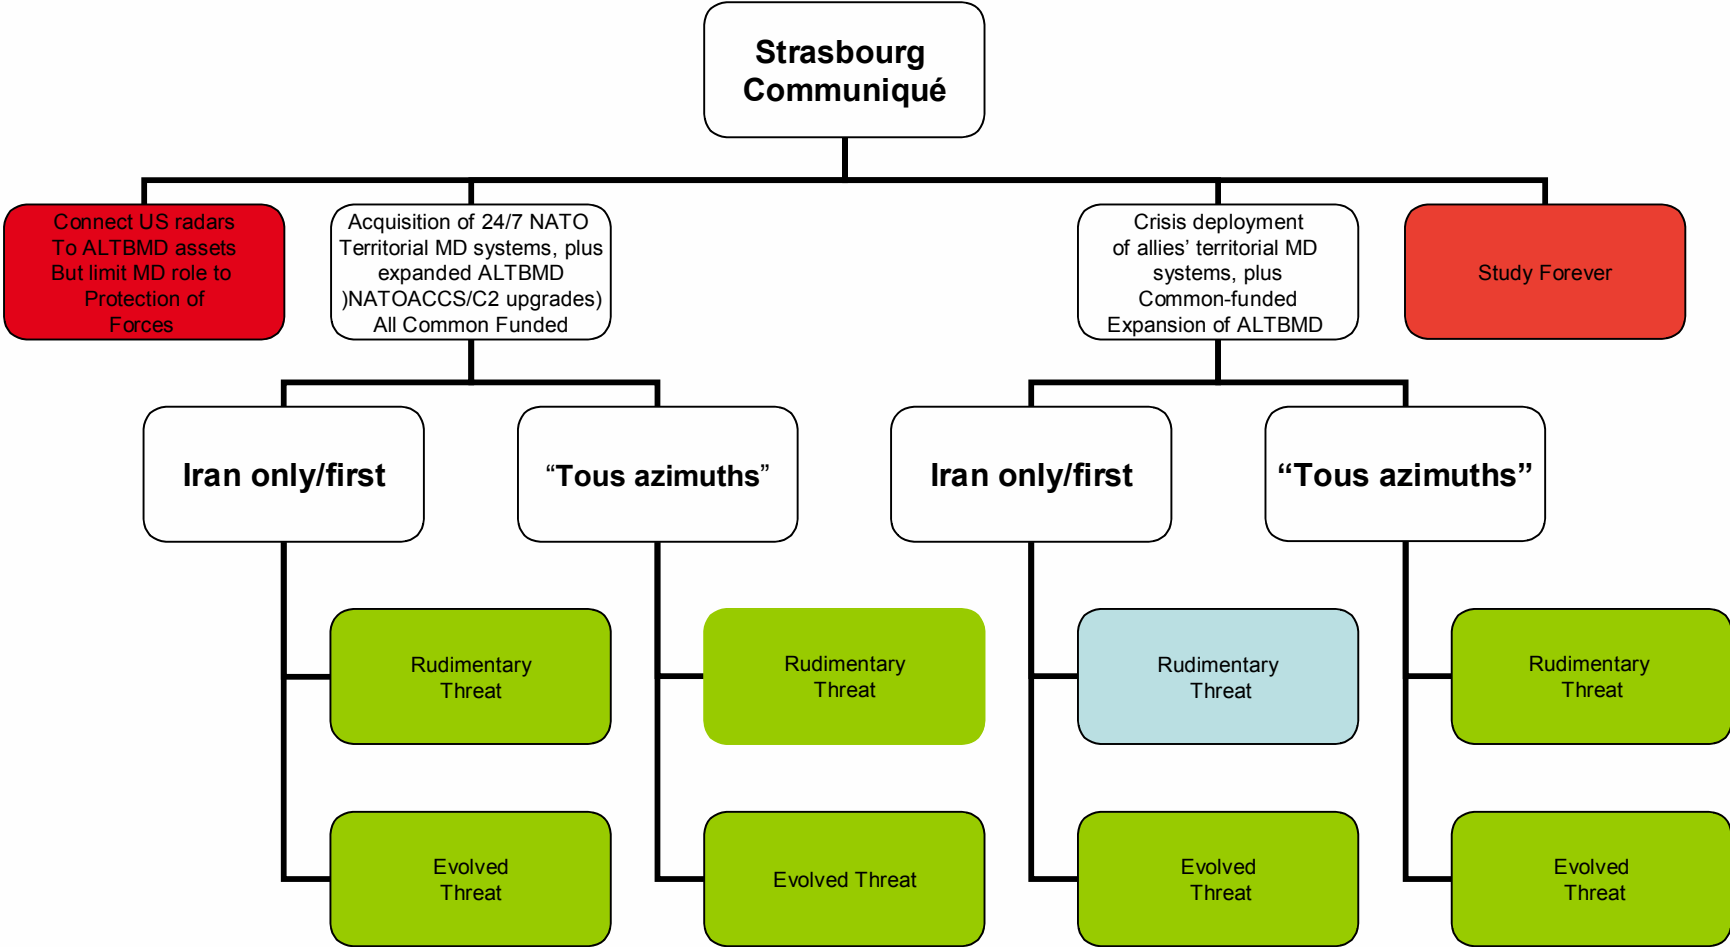 Strasbourg
Communiqué
Connect US radars
To ALTBMD assets
But limit MD role to
Protection of
Forces
Acquisition of 24/7 NATO
Territorial MD systems, plus
expanded ALTBMD
)NATOACCS/C2 upgrades)
All Common Funded
Crisis deployment
of allies’ territorial MD
systems, plus
Common-funded
Expansion of ALTBMD
Study Forever
Iran only/first
“Tous azimuths”
Iran only/first
“Tous azimuths”
Rudimentary
Threat
Rudimentary
Threat
Rudimentary
Threat
Rudimentary
Threat
Evolved
Threat
Evolved Threat
Evolved
Threat
Evolved
Threat